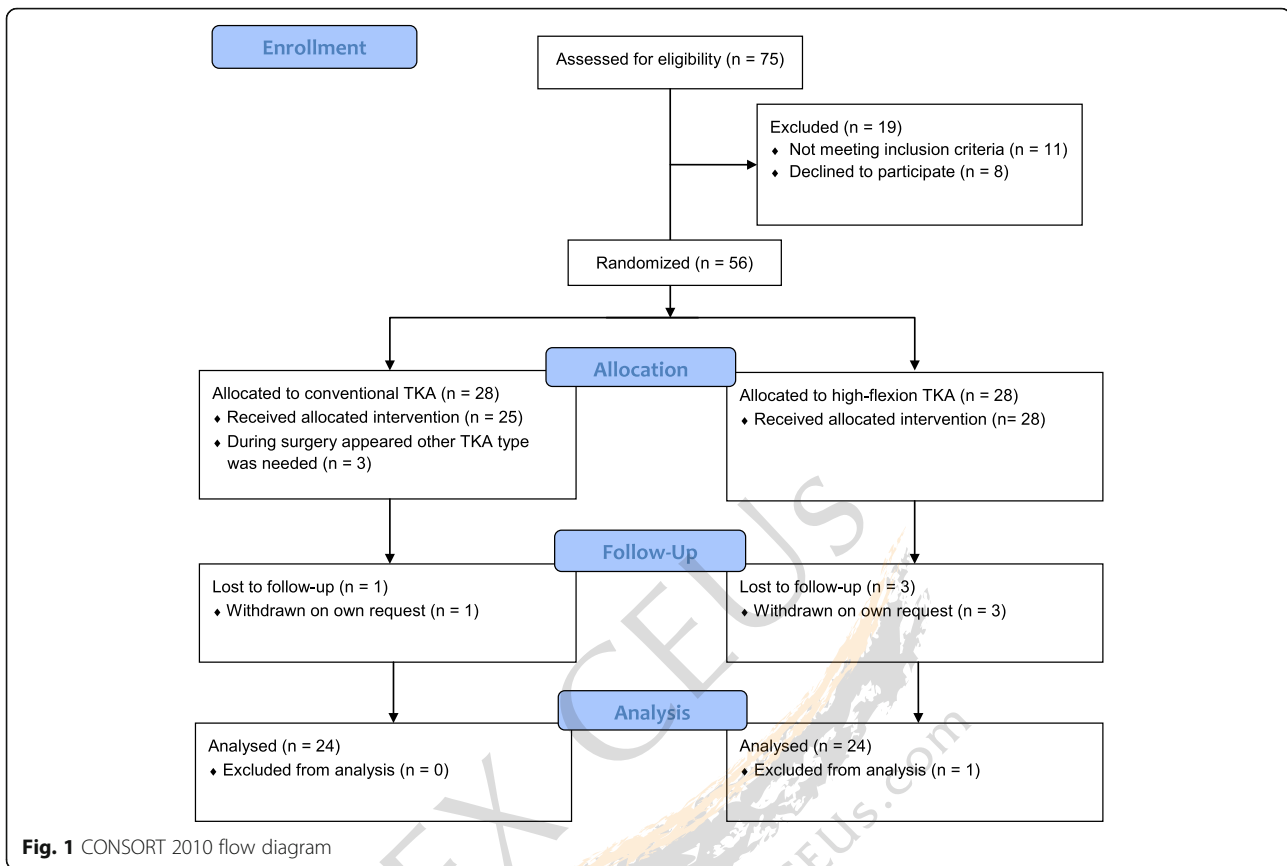 Enrollment
Assessed for eligibility (n = 75)
Excluded (n = 19)
♦ Not meeting inclusion criteria (n = 11)
♦ Declined to participate (n = 8)
Randomized (n = 56)
Allocation
Allocated to conventional TKA (n = 28)
♦ Received allocated intervention (n = 25)
♦ During surgery appeared other TKA type
was needed (n = 3)
Allocated to high-flexion TKA (n = 28)
♦ Received allocated intervention (n= 28)
Follow-Up
Lost to follow-up (n = 1)
♦ Withdrawn on own request (n = 1)
Lost to follow-up (n = 3)
♦ Withdrawn on own request (n = 3)
Analysis
Analysed (n = 24)
♦ Excluded from analysis (n = 0)
Analysed (n = 24)
♦ Excluded from analysis (n = 1)
EX CEUs
CEUs.com
Fig. 1 CONSORT 2010 flow diagram